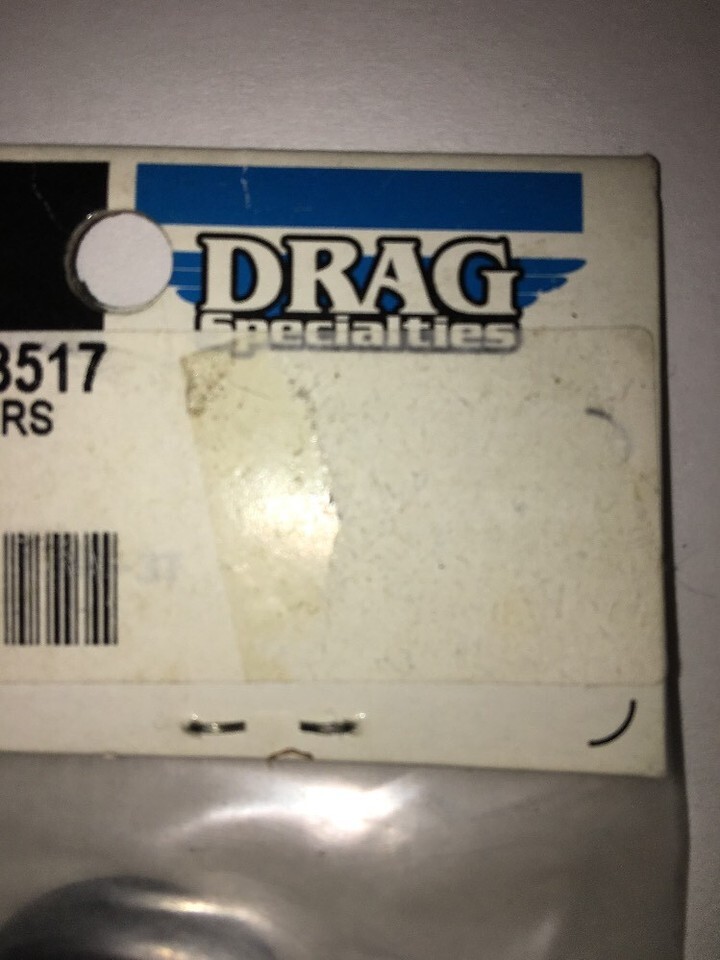 DRAG
Specialties
3517
RS